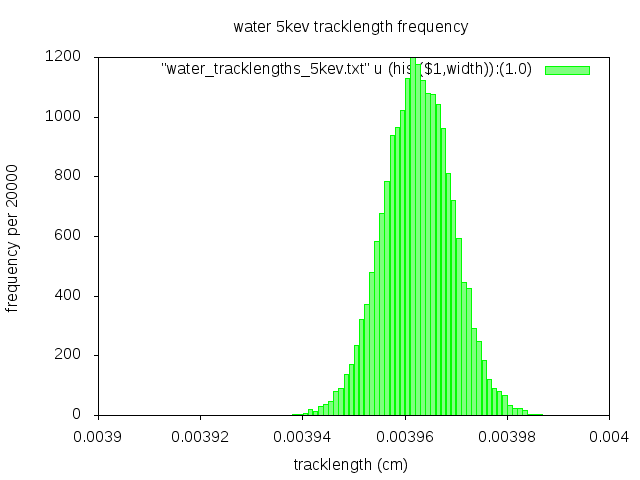 water 5kev tracklength frequency
"water_tracklengths_5kev.txt" u (hist($1,width)):(1.0)
1200
1000
800
600
400
200
0
frequency per 20000
0.0039 0.00392 0.00394 0.00396 0.00398 0.004
tracklength (cm)